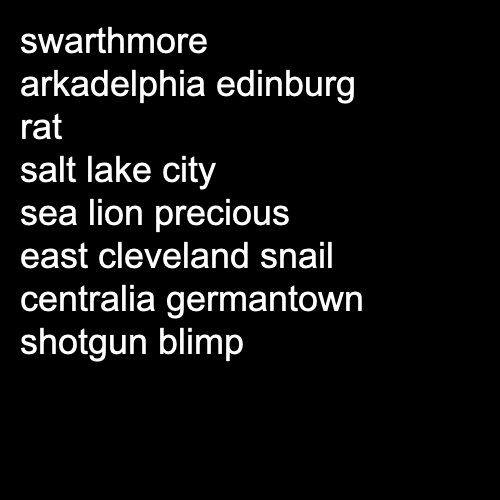 swarthmore
arkadelphia edinburg
rat
salt lake city
sea lion precious
east cleveland snail
centralia germantown
shotgun blimp